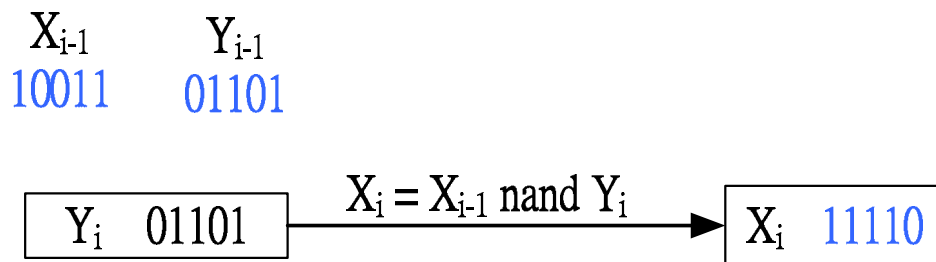 Xi-1 Yi-1
10011 01101
Xi = Xi-1 nand Yi
Yi 01101 Xi 11110